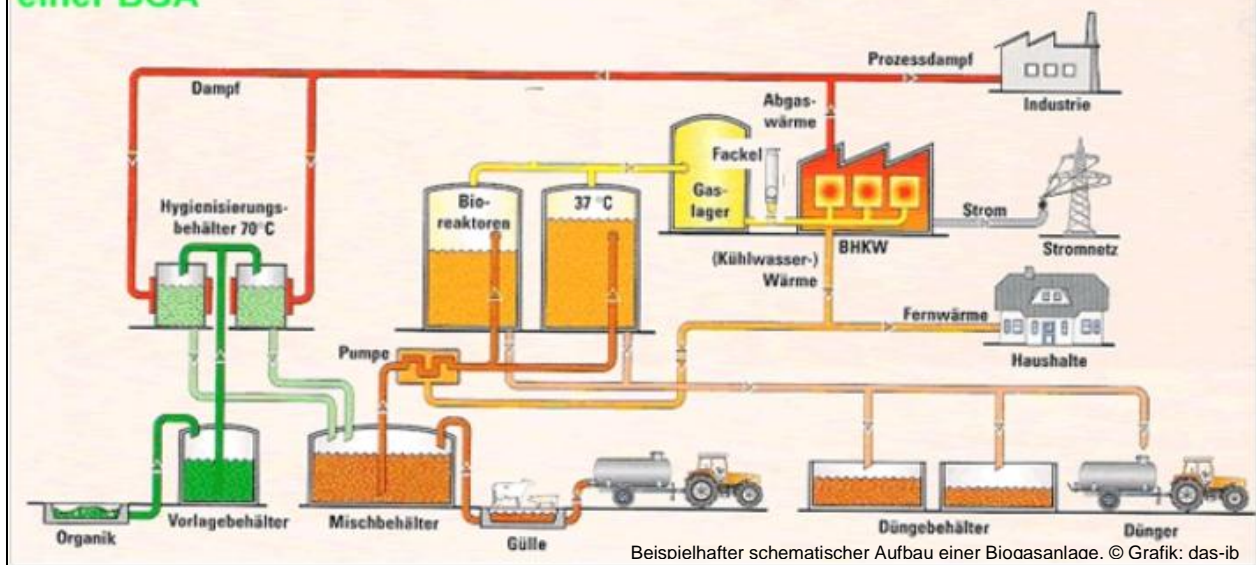 einer BGA
Prozessdampf
Dampf
Abgas-
wärme
Industrie
Fackel
Hygienisierungs-
behälter 70°C
Bio-
reaktoren
37 °C
Gas-
lager
Strom
BHKW
Stromnetz
(Kühlwasser-)
Wärme
Fernwärme
Pumpe
Haushalte
Organik
Vorlagebehälter
Mischbehälter
Gülle
Düngebehälter
Dünger
Beispielhafter schematischer Aufbau einer Biogasanlage. © Grafik: das-ib